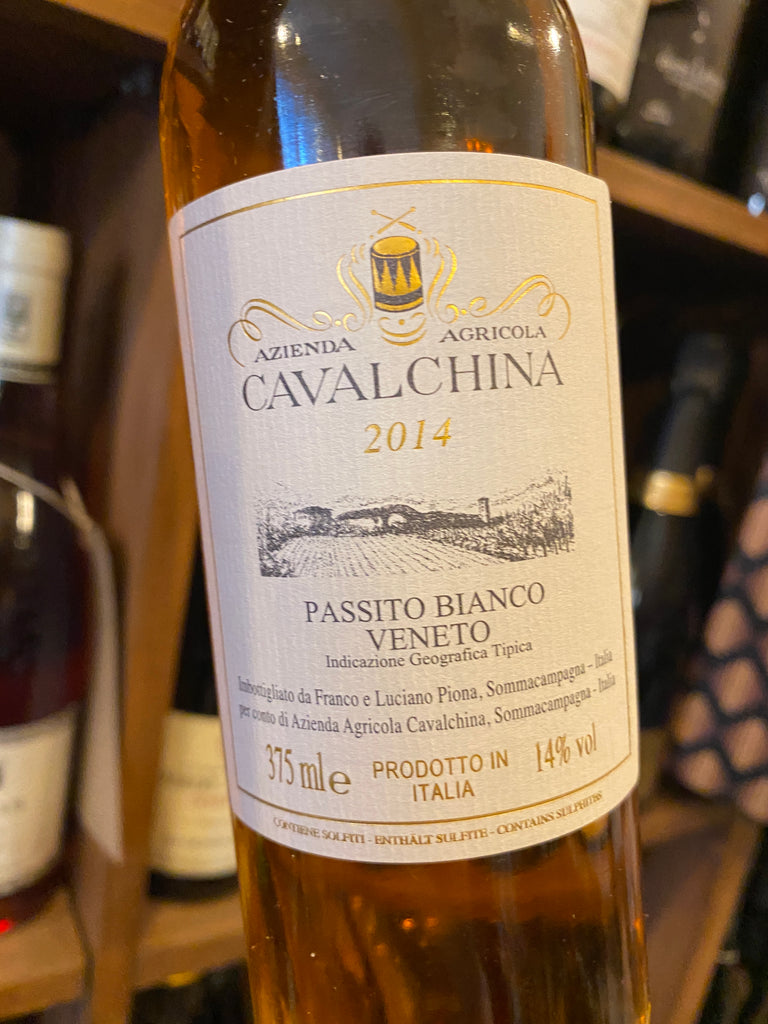 AZIENDA AGRICOLA
CAVALCHINA
2014
PASSITO BIANCO
VENETO
Indicazione Geografica Tipica
Imbottigliato da Franco e Luciano Piona, Sommacampagna - Italia
per conto di Azienda Agricola Cavalchina, Sommacampagna - Italia
375 ml e PRODOTTO IN ITALIA 14% vol
CONTIENE SOLFITI - ENTHÄLT SULFITE - CONTAINS SULPHITES